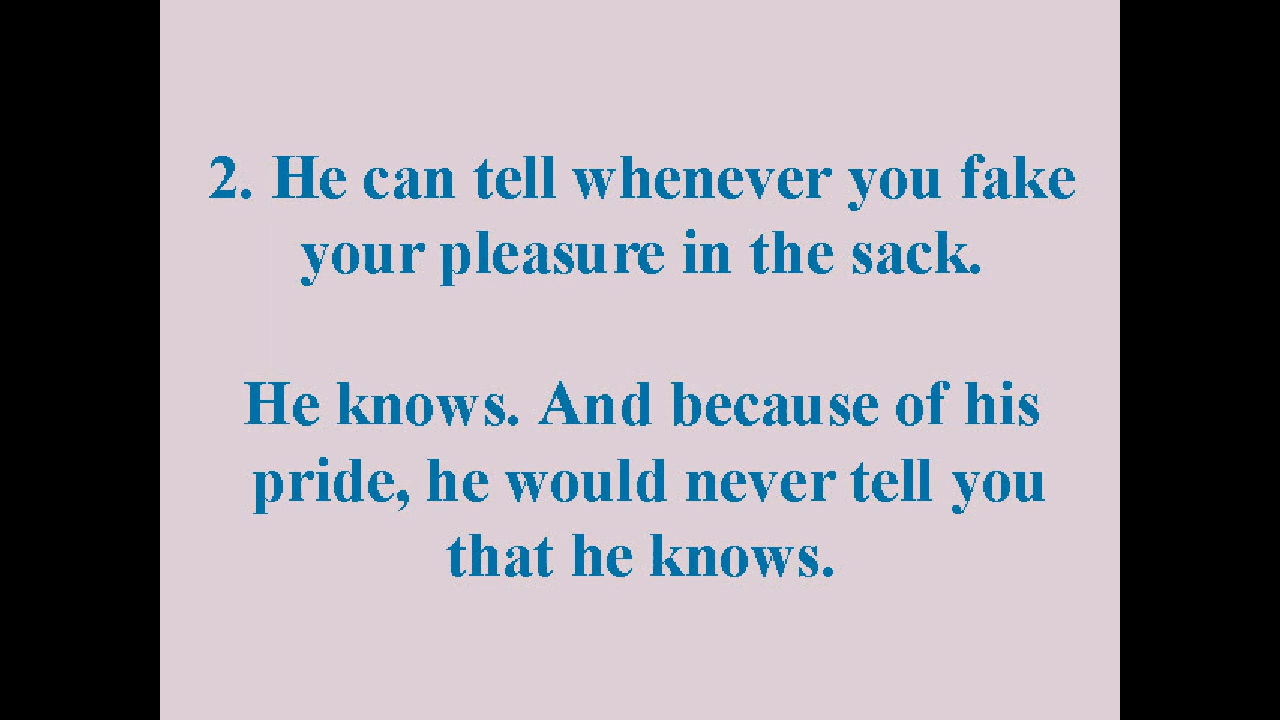 2. He can tell whenever you fake
your pleasure in the sack.
He knows. And because of his
pride, he would never tell you
that he knows.